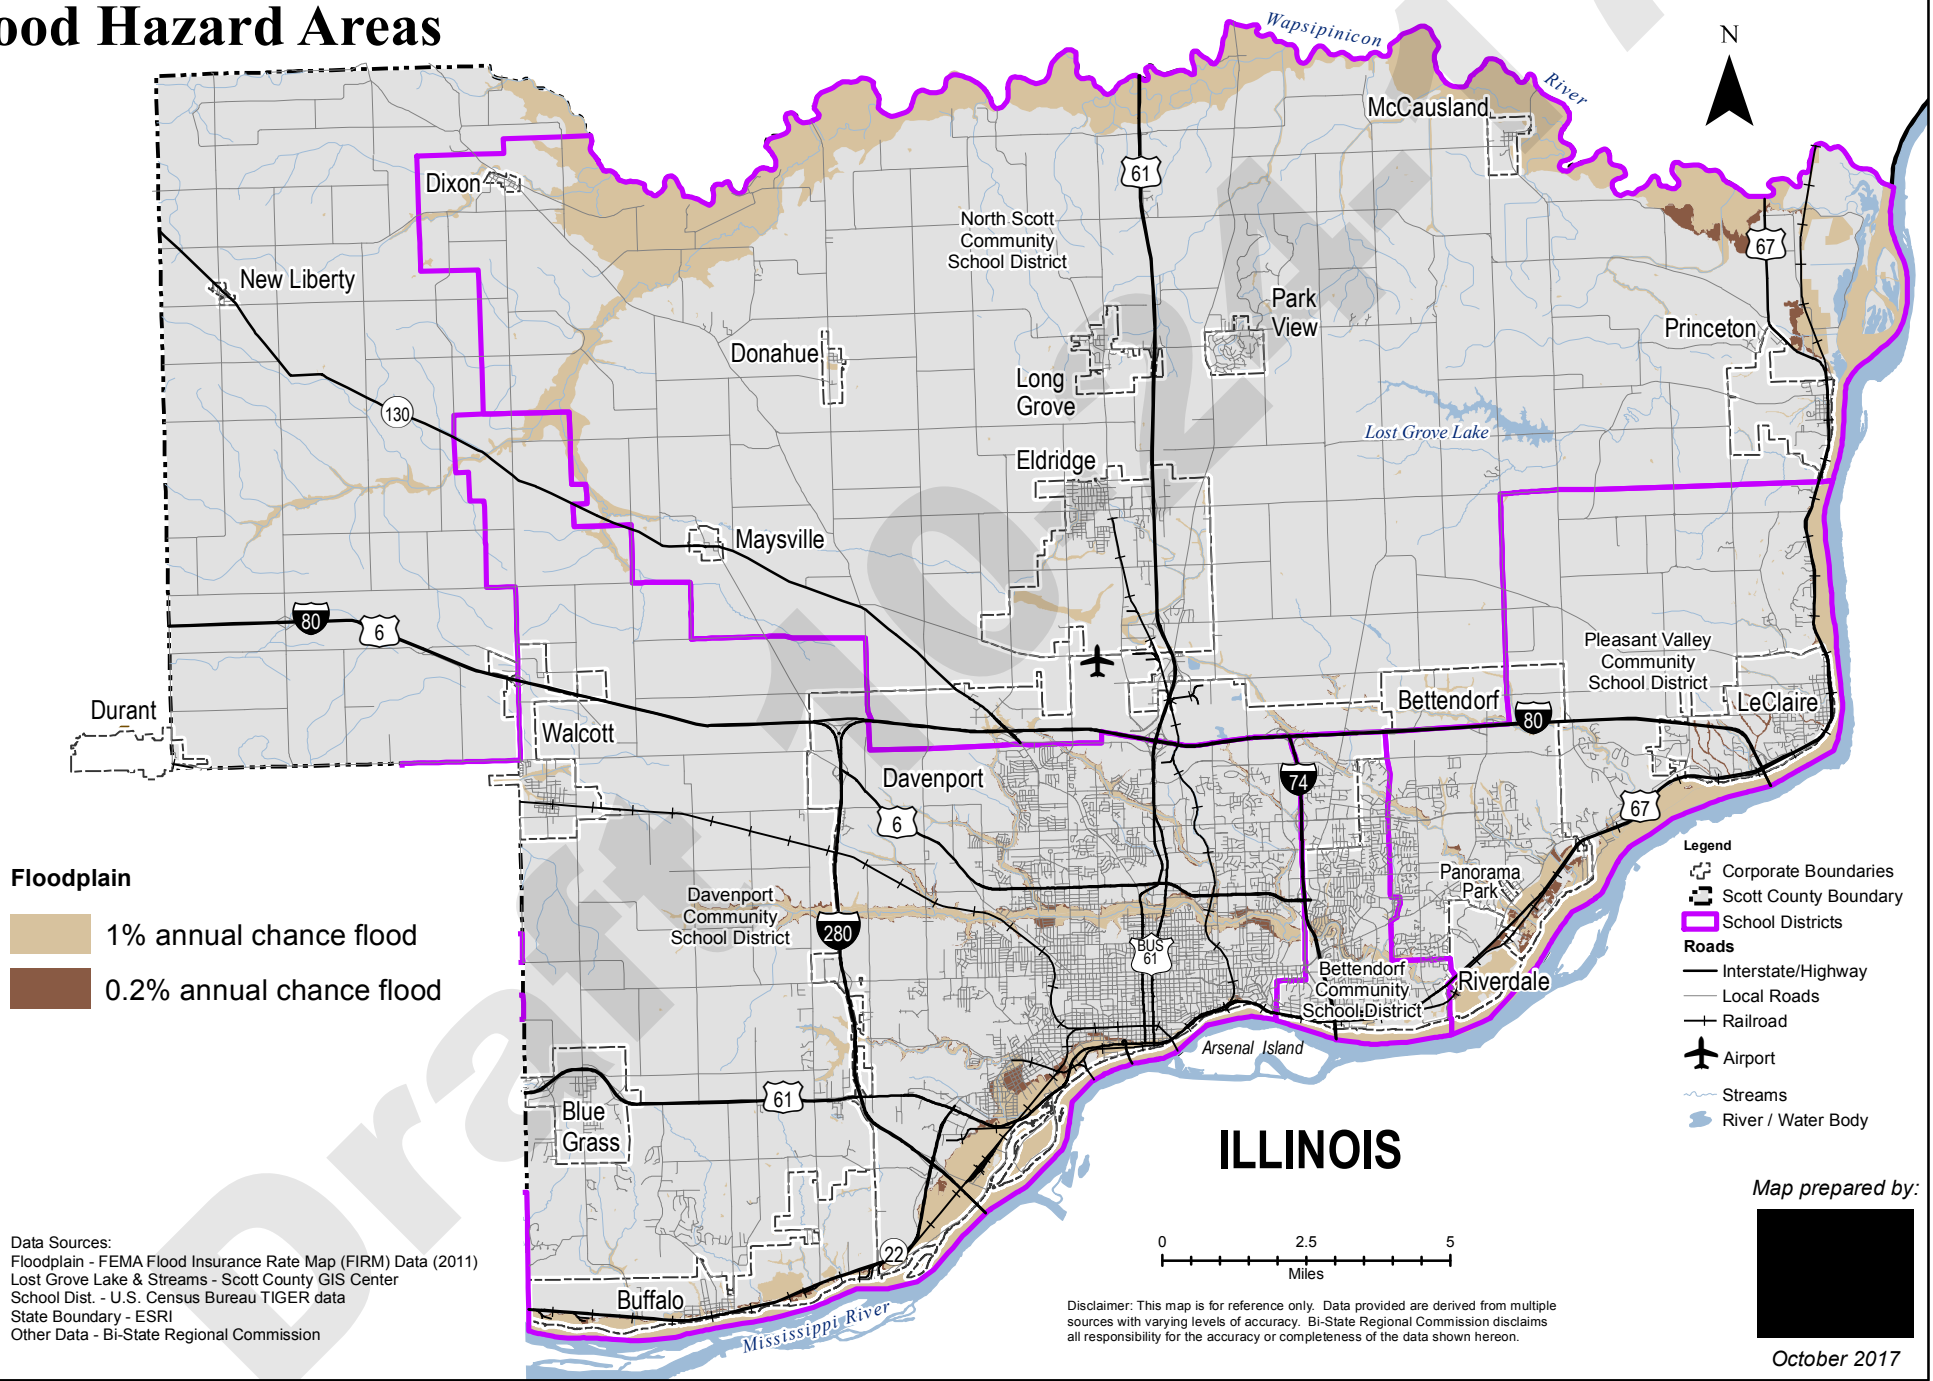 ood Hazard Areas
Wapsipinicon
River
N
McCausland
Dixon
61
North Scott
Community
School District
67
New Liberty
Park
View
Princeton
Donahue
Long
Grove
130
Lost Grove Lake
Eldridge
Maysville
80
6
Pleasant Valley
Community
School District
Durant
Walcott
Bettendorf
80
LeClaire
Davenport
74
6
67
Floodplain
1% annual chance flood
0.2% annual chance flood
Davenport
Community
School District
280
BUS
61
Panorama
Park
Bettendorf
Community
School District
Riverdale
Legend
Corporate Boundaries
Scott County Boundary
School Districts
Roads
Interstate/Highway
Local Roads
Railroad
Airport
Streams
River / Water Body
Arsenal Island
61
Blue
Grass
ILLINOIS
22
Buffalo
Mississippi River
Data Sources:
Floodplain - FEMA Flood Insurance Rate Map (FIRM) Data (2011)
Lost Grove Lake & Streams - Scott County GIS Center
School Dist. - U.S. Census Bureau TIGER data
State Boundary - ESRI
Other Data - Bi-State Regional Commission
0 2.5 5
Miles
Disclaimer: This map is for reference only. Data provided are derived from multiple
sources with varying levels of accuracy. Bi-State Regional Commission disclaims
all responsibility for the accuracy or completeness of the data shown hereon.
Map prepared by:
October 2017
Draft 10-24-17